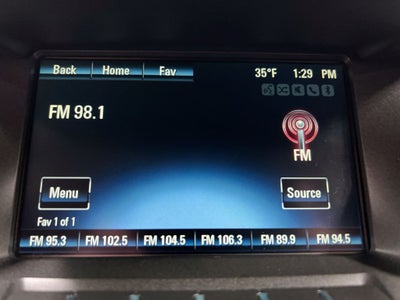 Back Home Fav 35°F 1:29 PM
FM 98.1
FM
Menu Source
Fav 1 of 1
FM 95.3 FM 102.5 FM 104.5 FM 106.3 FM 89.9 FM 94.5